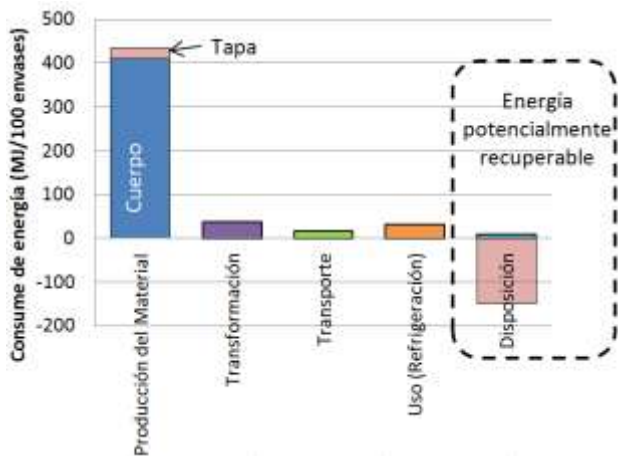 Consume de energía (MJ/100 envases)
500
400
300
200
100
0
-100
-200
Tapa
Cuerpo
Energía
potencialmente
recuperable
Producción del Material
Transformación
Transporte
Uso (Refrigeración)
Disposición